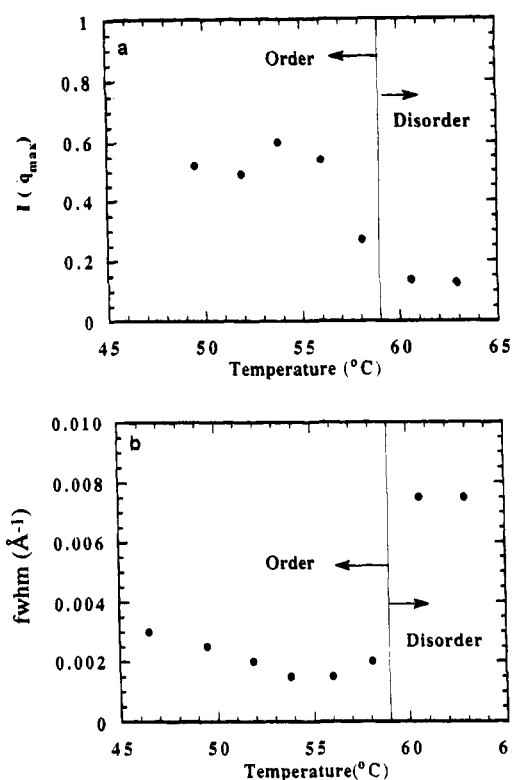 a
1
0.8
0.6
0.4
0.2
0
I ( qmax)
Order
Disorder
45 50 55 60 65
Temperature (°C)
b
0.010
0.008
0.006
0.004
0.002
0
fwhm (Å-1)
Order
Disorder
45 50 55 60 6
Temperature(°C)